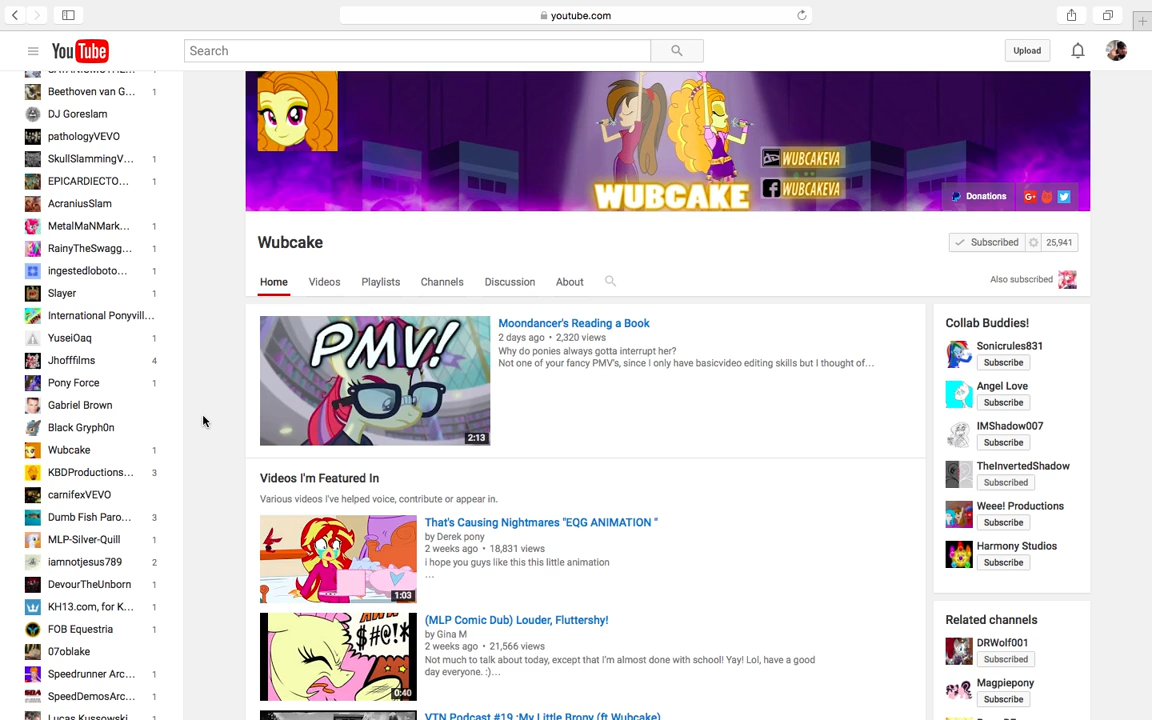 youtube.com
YouTube
Search
Upload
Beethoven van G... 1
DJ Goreslam
pathologyVEVO
SkullSlammingV... 1
EPICARDIECTO... 1
AcraniusSlam
MetalMaNMark... 1
RainyTheSwagg... 1
ingestedloboto... 1
Slayer 1
International Ponyvill...
YuseiOaq 1
Jhofffilms 4
Pony Force 1
Gabriel Brown
Black Gryph0n
Wubcake 1
KBDProductions... 3
carnifexVEVO
Dumb Fish Paro... 3
MLP-Silver-Quill 1
iamnotjesus789 2
DevourTheUnborn 1
KH13.com, for K... 1
FOB Equestria 1
07oblake
Speedrunner Arc... 1
SpeedDemosArc... 1
Lucas Kussowski
WUBCAKEVA
WUBCAKEVA
WUBCAKE
Donations
Wubcake
Subscribed 25,941
Home Videos Playlists Channels Discussion About
Also subscribed
PMV!
2:13
Moondancer's Reading a Book
2 days ago • 2,320 views
Why do ponies always gotta interrupt her?
Not one of your fancy PMV's, since I only have basicvideo editing skills but I thought of...
Videos I'm Featured In
Various videos I've helped voice, contribute or appear in.
1:03
That's Causing Nightmares "EQG ANIMATION "
by Derek pony
2 weeks ago • 18,831 views
i hope you guys like this this little animation
...
$#@!*
0:40
(MLP Comic Dub) Louder, Fluttershy!
by Gina M
2 weeks ago • 21,566 views
Not much to talk about today, except that I'm almost done with school! Yay! Lol, have a good
day everyone. :)...
VTN Podcast #19 :My Little Brony (ft Wubcake)
Collab Buddies!
Sonicrules831
Subscribe
Angel Love
Subscribe
IMShadow007
Subscribe
TheInvertedShadow
Subscribed
Weee! Productions
Subscribe
Harmony Studios
Subscribe
Related channels
DRWolf001
Subscribed
Magpiepony
Subscribe